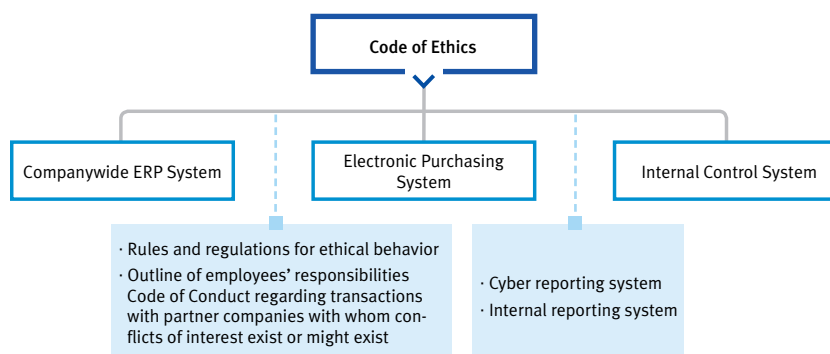 Code of Ethics
Companywide ERP System
Electronic Purchasing
System
Internal Control System
· Rules and regulations for ethical behavior
· Outline of employees’ responsibilities
Code of Conduct regarding transactions
with partner companies with whom con-
flicts of interest exist or might exist
· Cyber reporting system
· Internal reporting system